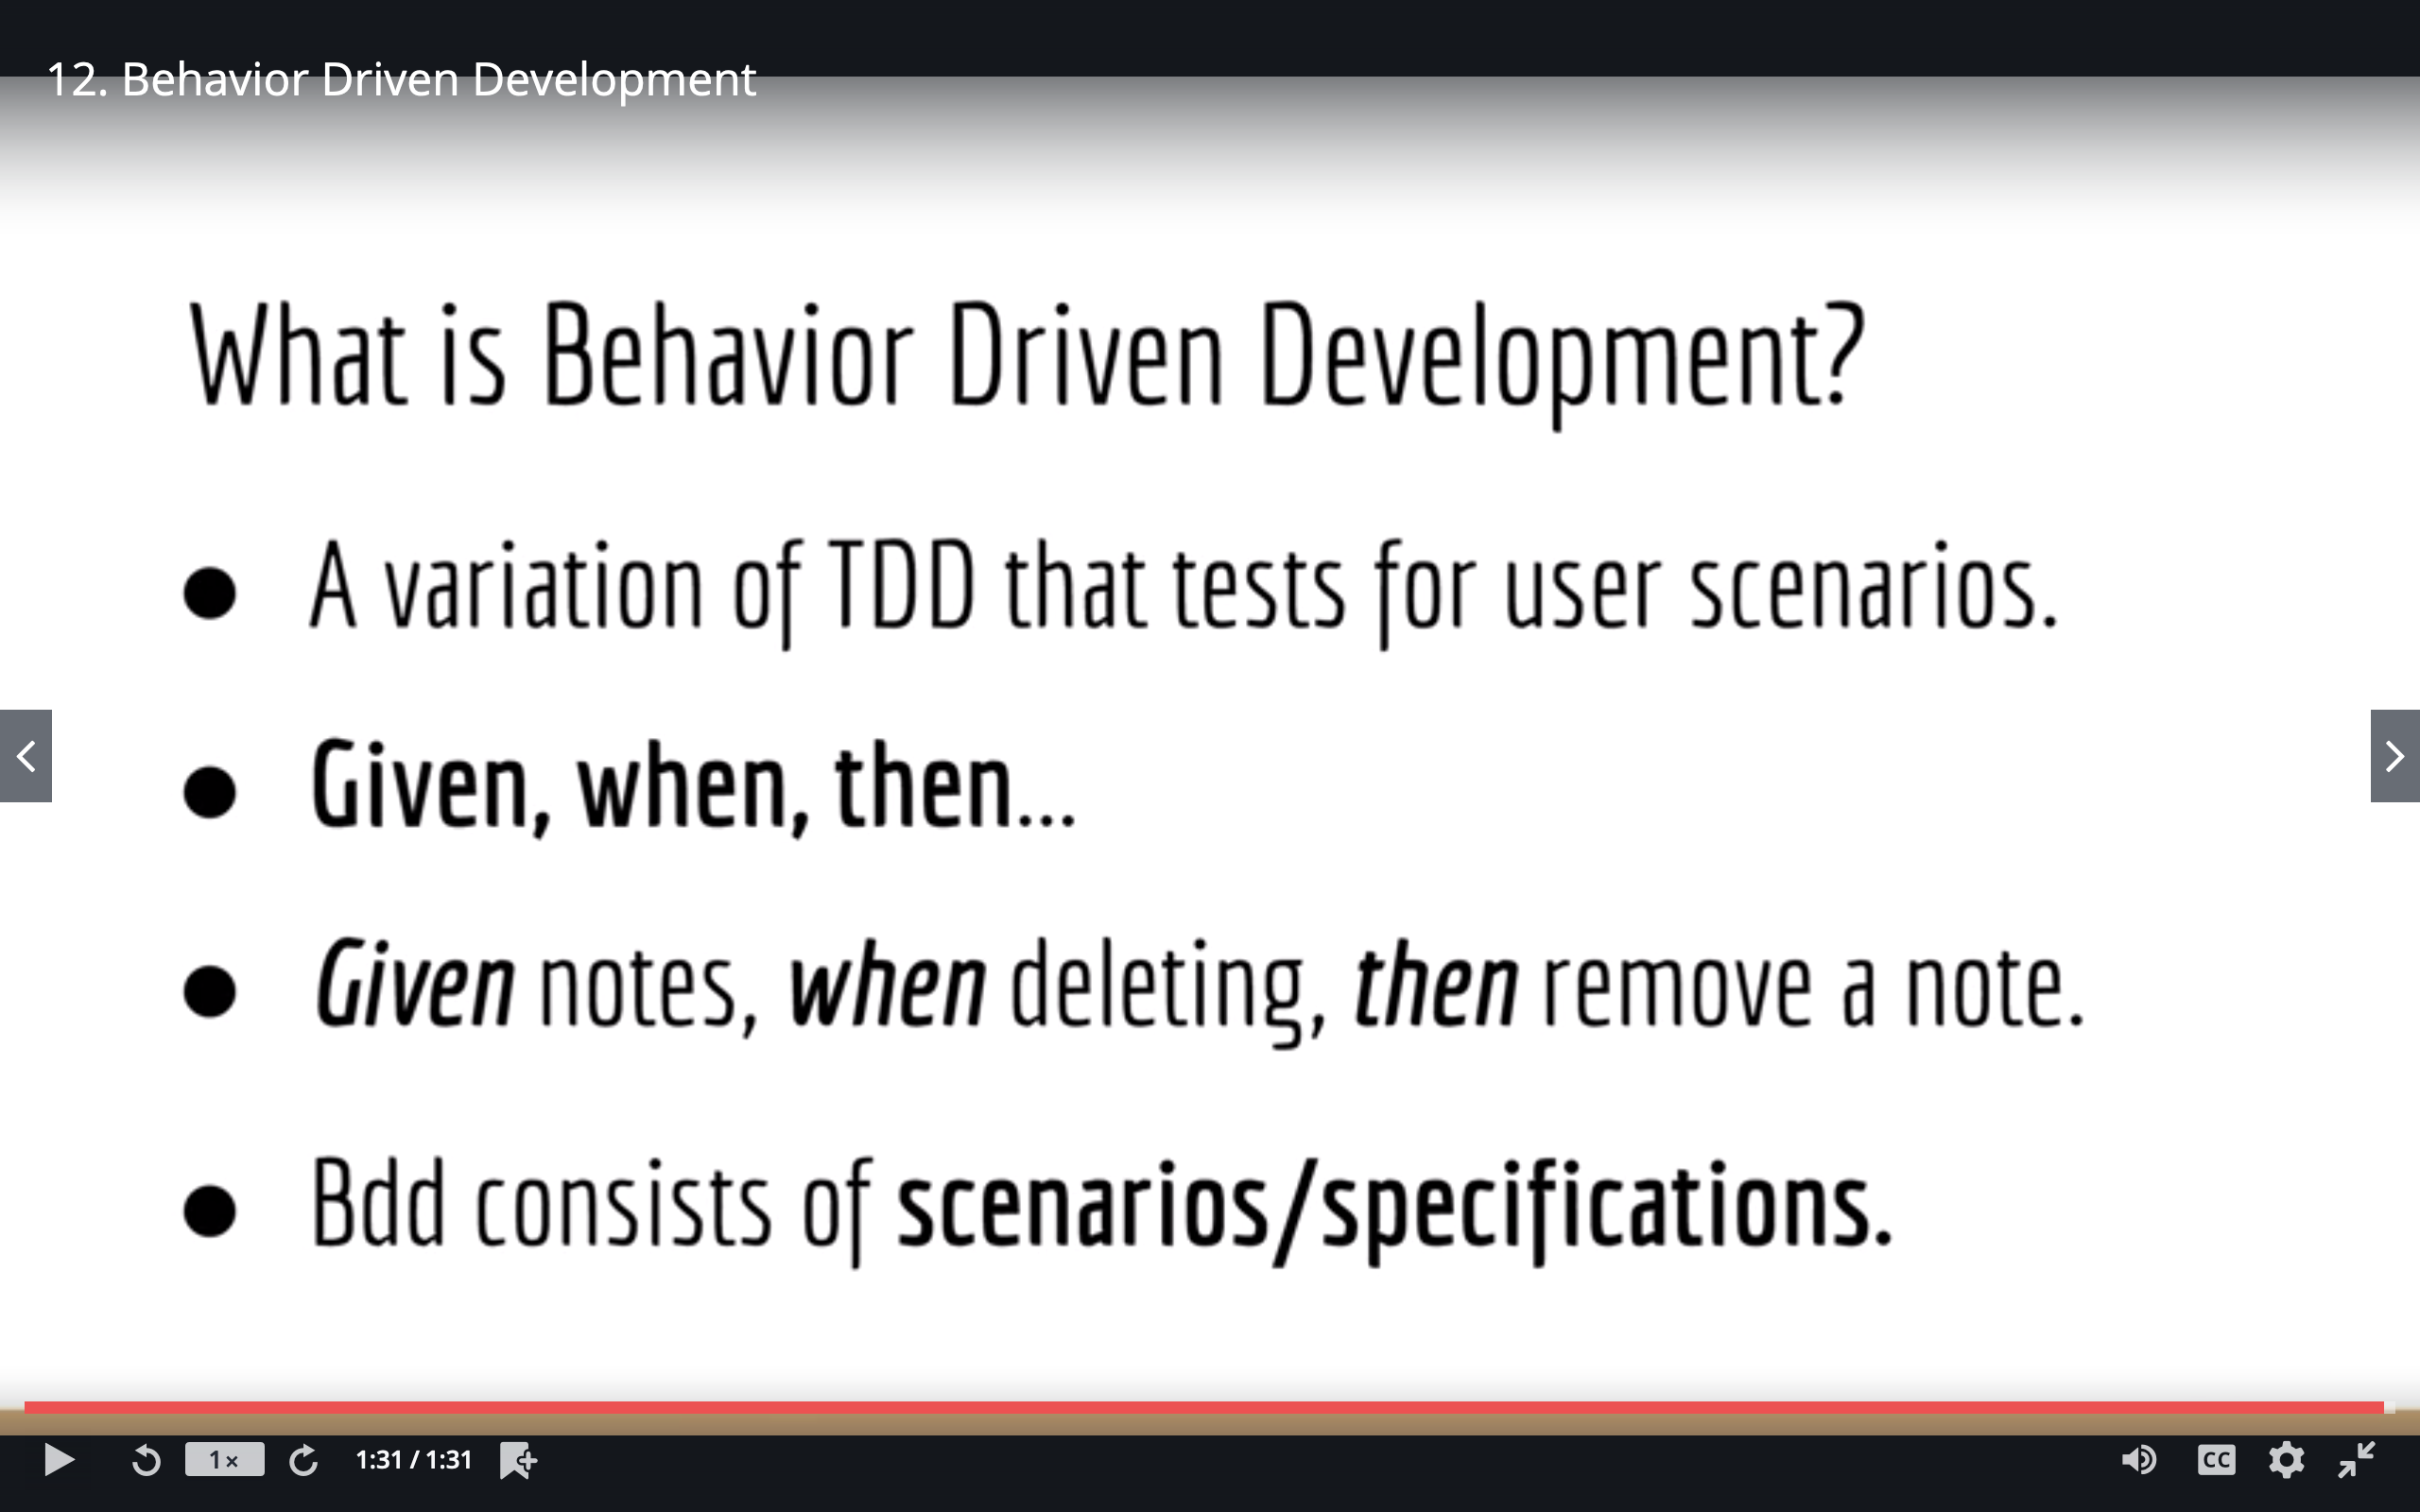 12. Behavior Driven Development
What is Behavior Driven Development?
● A variation of TDD that tests for user scenarios.
● Given, when, then...
● Given notes, when deleting, then remove a note.
● Bdd consists of scenarios/specifications.
1× 1:31 / 1:31 CC